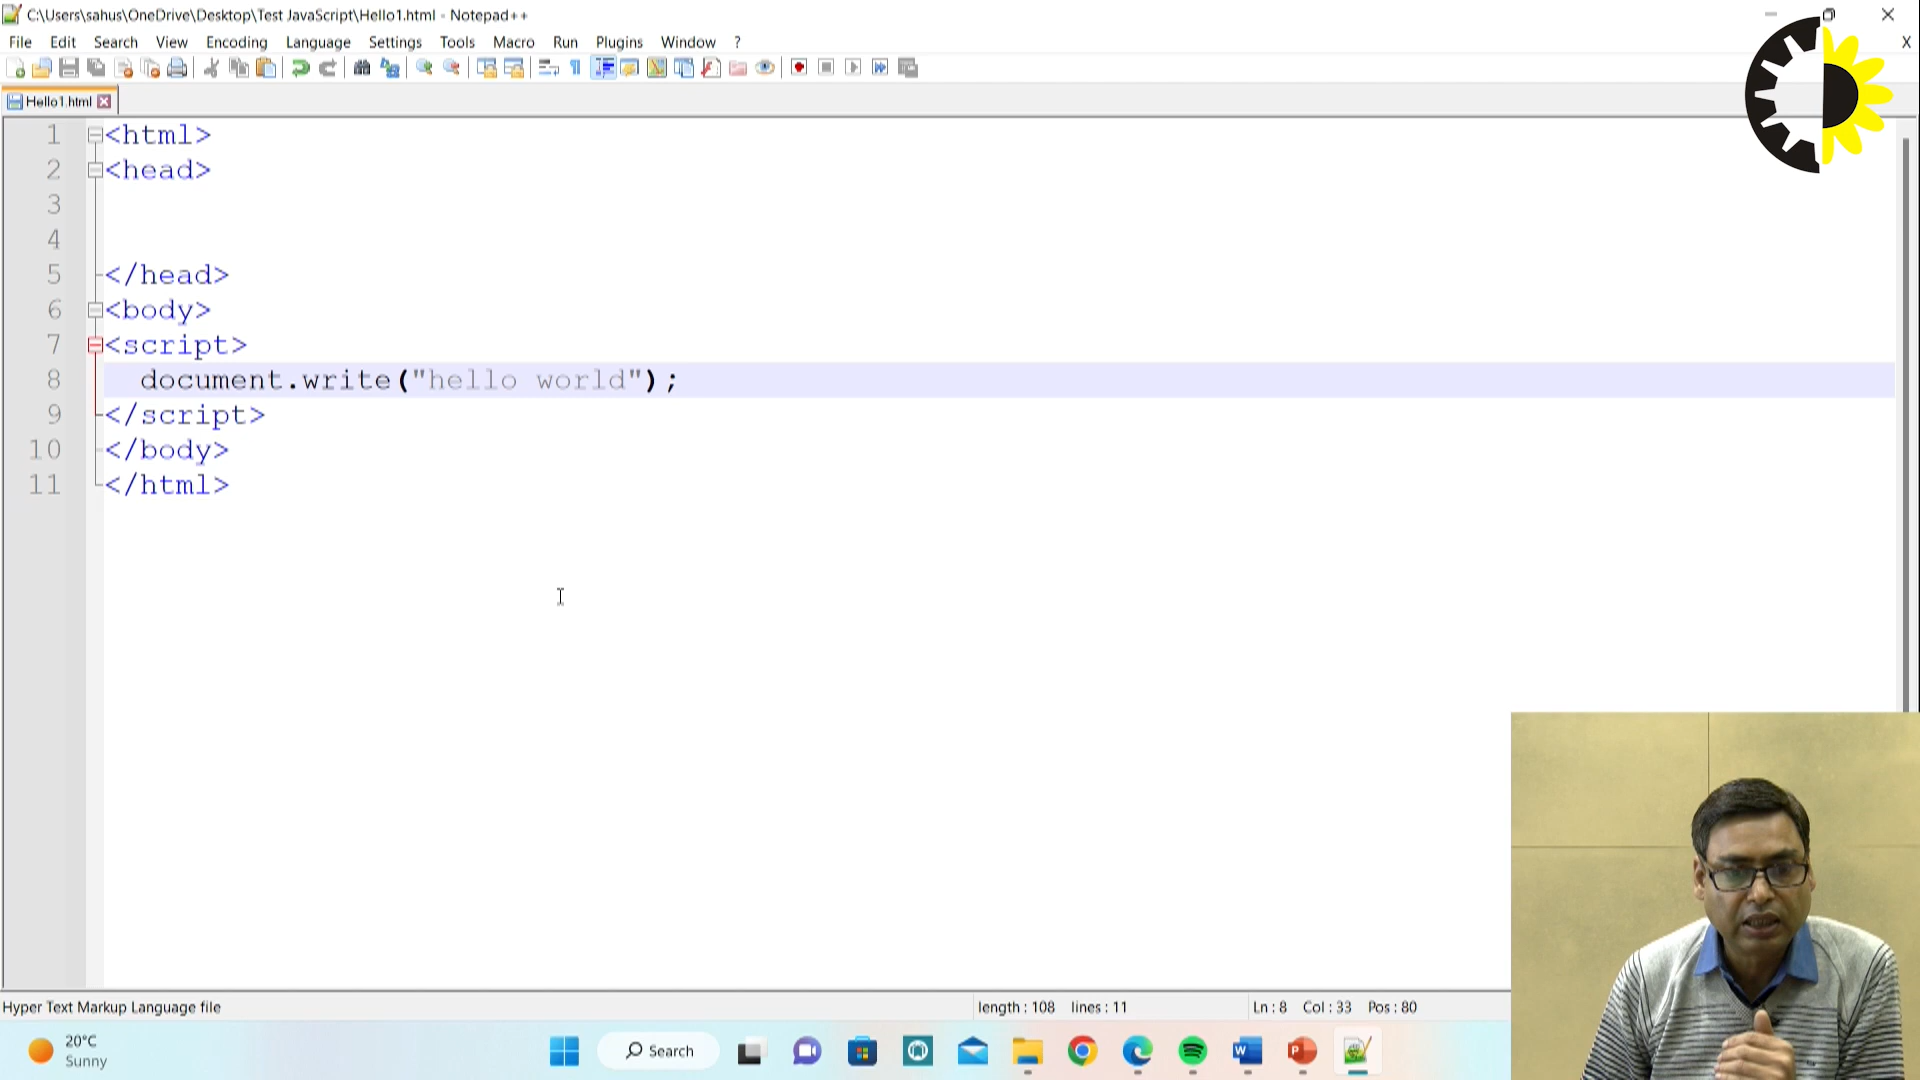 C:\Users\sahus\OneDrive\Desktop\Test JavaScript\Hello1.html - Notepad++
File Edit Search View Encoding Language Settings Tools Macro Run Plugins Window ? X
Hello1.html
1 <html>
2 <head>
3
4
5 </head>
6 <body>
7 <script>
8 document.write("hello world");
9 </script>
10 </body>
11 </html>
Hyper Text Markup Language file length : 108 lines : 11 Ln : 8 Col : 33 Pos : 80
20°C
Sunny
Search